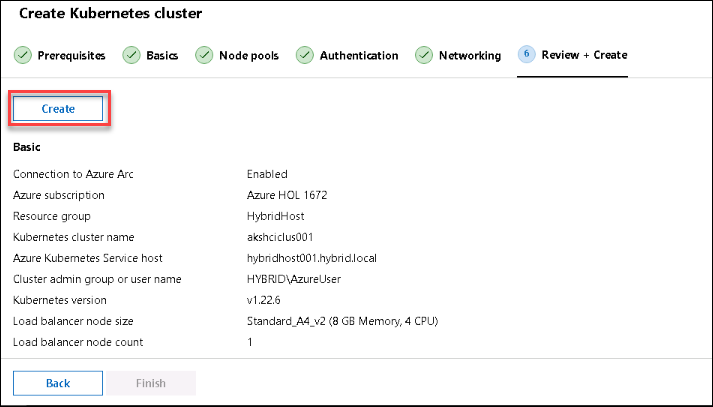 Create Kubernetes cluster
Prerequisites Basics Node pools Authentication Networking 6 Review + Create
Create
Basic
Connection to Azure Arc Enabled
Azure subscription Azure HOL 1672
Resource group HybridHost
Kubernetes cluster name akshciclus001
Azure Kubernetes Service host hybridhost001.hybrid.local
Cluster admin group or user name HYBRID\AzureUser
Kubernetes version v1.22.6
Load balancer node size Standard_A4_v2 (8 GB Memory, 4 CPU)
Load balancer node count 1
Back Finish